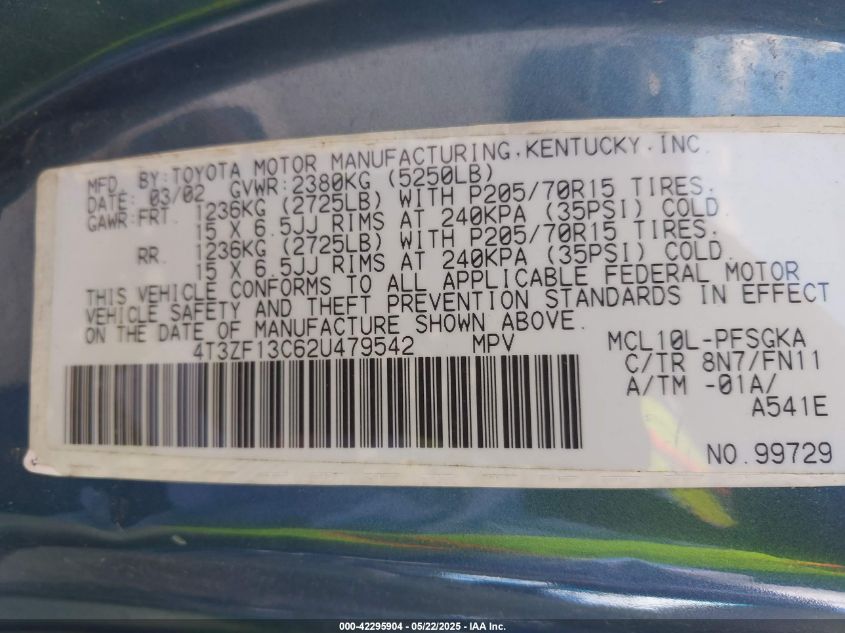 MFD. BY:TOYOTA MOTOR MANUFACTURING.KENTUCKY.INC.
DATE: 03/02 GVWR:2380KG (5250LB)
GAWR:FRT. 1236KG (2725LB) WITH P205/70R15 TIRES.
15 X 6.5JJ RIMS AT 240KPA (35PSI) COLD.
RR. 1236KG (2725LB) WITH P205/70R15 TIRES.
15 X 6.5JJ RIMS AT 240KPA (35PSI) COLD.
THIS VEHICLE CONFORMS TO ALL APPLICABLE FEDERAL MOTOR
VEHICLE SAFETY AND THEFT PREVENTION STANDARDS IN EFFECT
ON THE DATE OF MANUFACTURE SHOWN ABOVE.
4T3ZF13C62U479542 MPV
MCL10L-PFSGKA
C/TR 8N7/FN11
A/TM -01A/
A541E
NO.99729
000-42295904 - 05/22/2025 - IAA Inc.